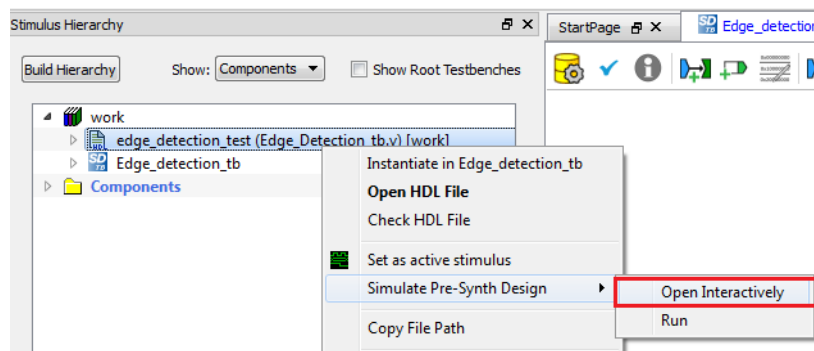 Stimulus Hierarchy
StartPage
Edge_detection
Build Hierarchy
Show: Components
Show Root Testbenches
work
edge_detection_test (Edge_Detection_tb.v) [work]
Edge_detection_tb
Components
Instantiate in Edge_detection_tb
Open HDL File
Check HDL File
Set as active stimulus
Simulate Pre-Synth Design
Open Interactively
Run
Copy File Path